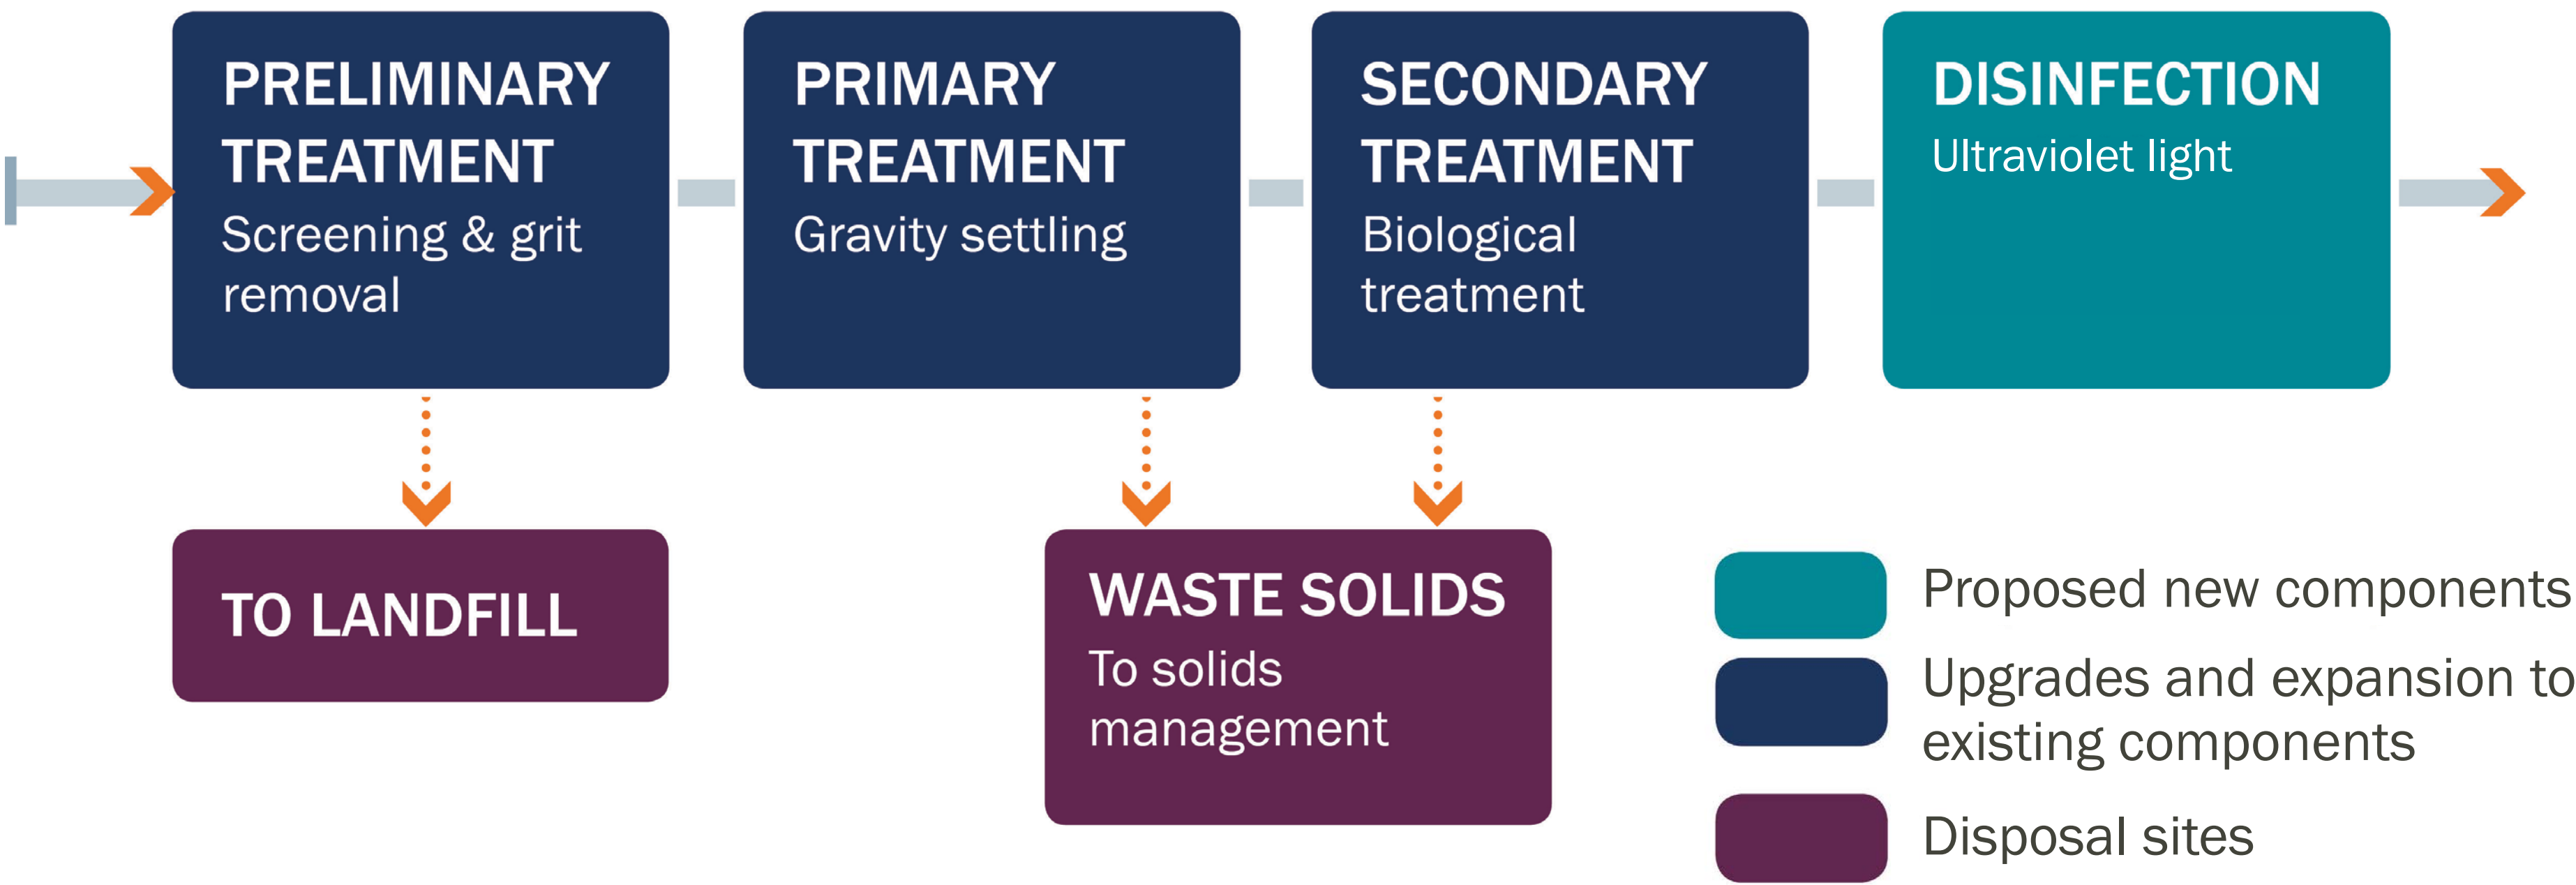 PRELIMINARY
TREATMENT
Screening & grit
removal
PRIMARY
TREATMENT
Gravity settling
SECONDARY
TREATMENT
Biological
treatment
DISINFECTION
Ultraviolet light
TO LANDFILL
WASTE SOLIDS
To solids
management
Proposed new components
Upgrades and expansion to
existing components
Disposal sites